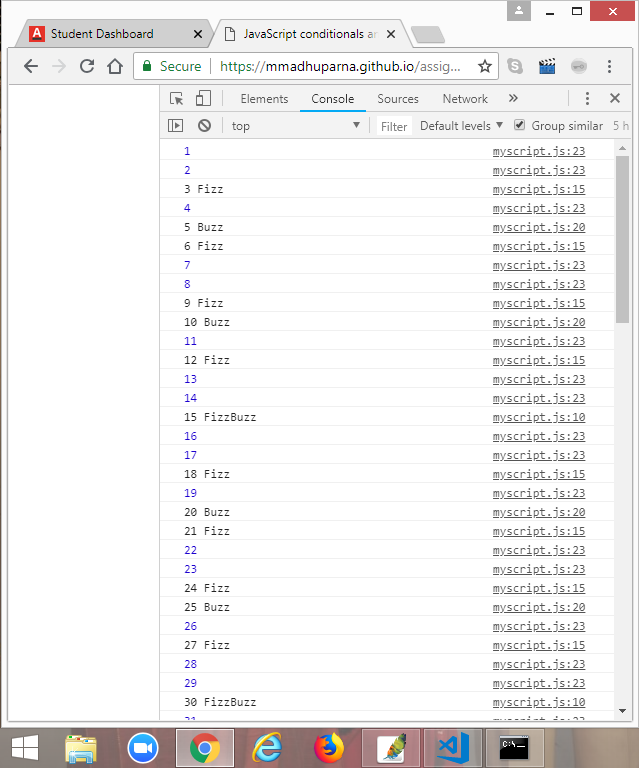 Student Dashboard
JavaScript conditionals ar
Secure
https://mmadhuparna.github.io/assig...
Elements Console Sources Network
top Filter Default levels Group similar 5 h
1 myscript.js:23
2 myscript.js:23
3 Fizz myscript.js:15
4 myscript.js:23
5 Buzz myscript.js:20
6 Fizz myscript.js:15
7 myscript.js:23
8 myscript.js:23
9 Fizz myscript.js:15
10 Buzz myscript.js:20
11 myscript.js:23
12 Fizz myscript.js:15
13 myscript.js:23
14 myscript.js:23
15 FizzBuzz myscript.js:10
16 myscript.js:23
17 myscript.js:23
18 Fizz myscript.js:15
19 myscript.js:23
20 Buzz myscript.js:20
21 Fizz myscript.js:15
22 myscript.js:23
23 myscript.js:23
24 Fizz myscript.js:15
25 Buzz myscript.js:20
26 myscript.js:23
27 Fizz myscript.js:15
28 myscript.js:23
29 myscript.js:23
30 FizzBuzz myscript.js:10
31 myscript.js:23